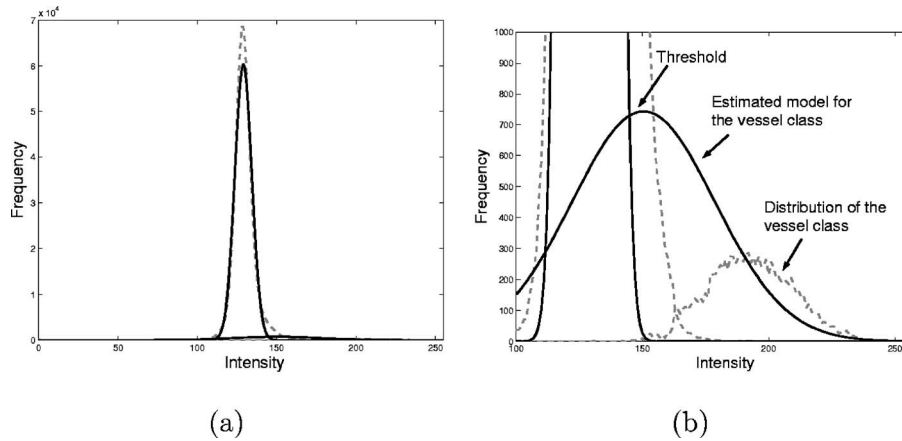 x 10⁴
7
6
5
4
3
2
1
0
Frequency
0 50 100 150 200 250
Intensity
(a)
1000
900
800
700
600
500
400
300
200
100
0
Frequency
Threshold
Estimated model for
the vessel class
Distribution of the
vessel class
100 150 200 250
Intensity
(b)